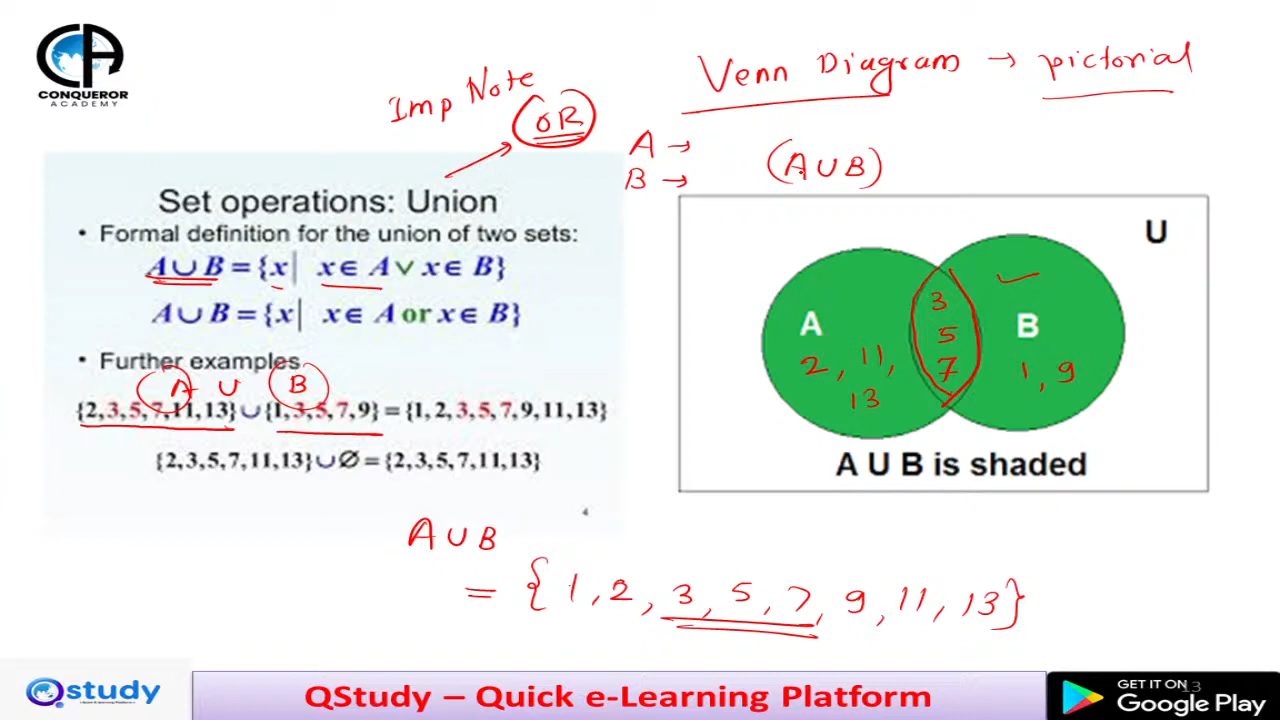 CONQUEROR
ACADEMY
Imp Note
OR
Venn Diagram → pictorial
A →
B →
(A∪B)
Set operations: Union
• Formal definition for the union of two sets:
A∪B = {x| x∈A ∨ x∈B}
A∪B = {x| x∈A or x∈B}
• Further examples
A ∪ B
{2,3,5,7,11,13}∪{1,3,5,7,9}={1,2,3,5,7,9,11,13}
{2,3,5,7,11,13}∪∅={2,3,5,7,11,13}
4
U
A
B
3
5
2, 11, 7 1, 9
13
A U B is shaded
A∪B
= {1, 2, 3, 5, 7, 9, 11, 13}
Qstudy
QStudy – Quick e-Learning Platform
GET IT ON
13
Google Play